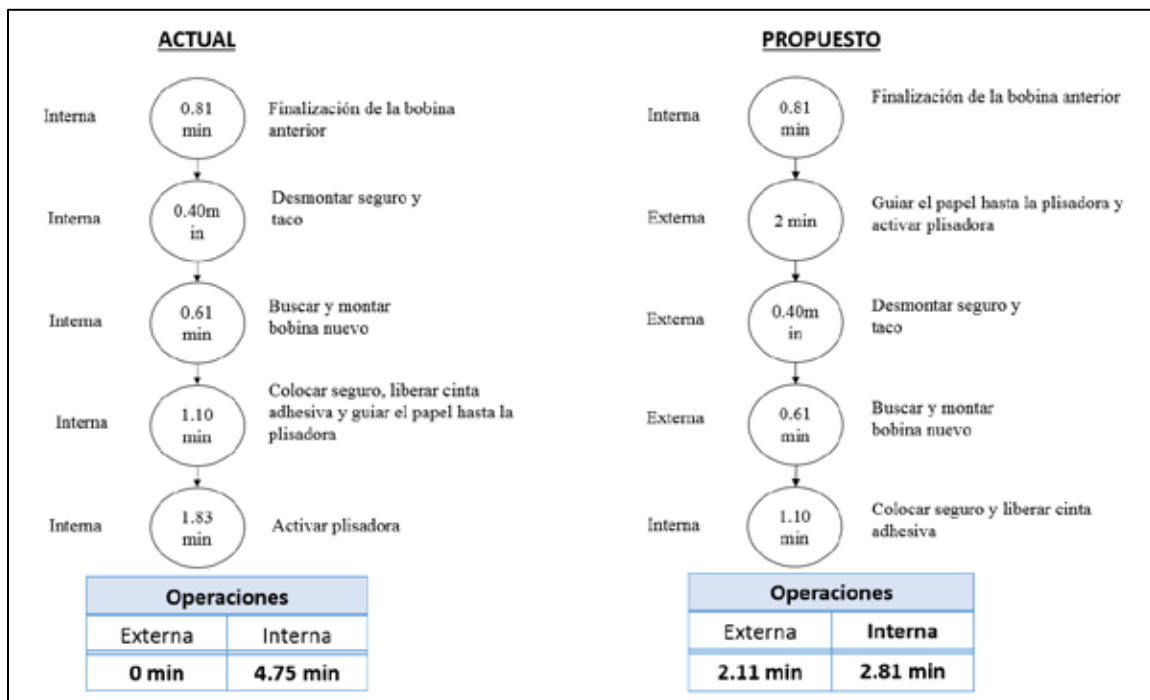 ACTUAL
Interna
0.81
min
Finalización de la bobina
anterior
Interna
0.40m
in
Desmontar seguro y
taco
Interna
0.61
min
Buscar y montar
bobina nuevo
Interna
1.10
min
Colocar seguro, liberar cinta
adhesiva y guiar el papel hasta la
plisadora
Interna
1.83
min
Activar plisadora
Operaciones
Externa Interna
0 min 4.75 min
PROPUESTO
Interna
0.81
min
Finalización de la bobina anterior
Externa
2 min
Guiar el papel hasta la plisadora y
activar plisadora
Externa
0.40m
in
Desmontar seguro y
taco
Externa
0.61
min
Buscar y montar
bobina nuevo
Interna
1.10
min
Colocar seguro y liberar cinta
adhesiva
Operaciones
Externa Interna
2.11 min 2.81 min